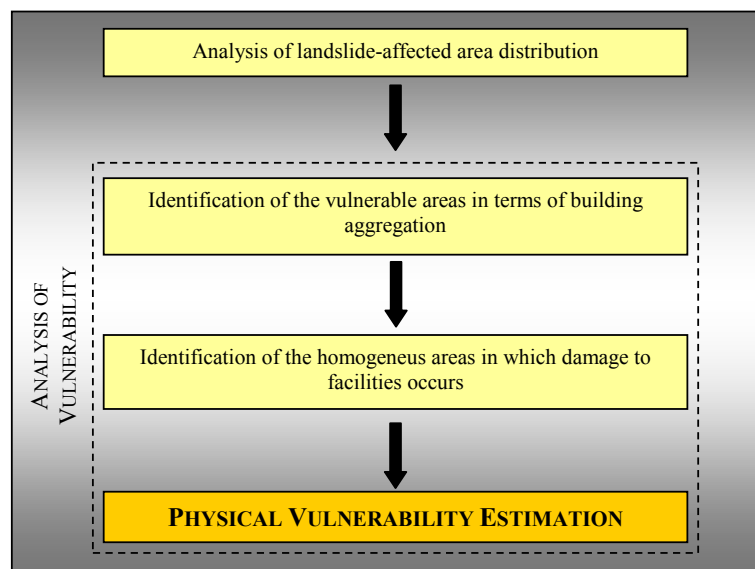 Analysis of landslide-affected area distribution
Identification of the vulnerable areas in terms of building
aggregation
Identification of the homogeneus areas in which damage to
facilities occurs
PHYSICAL VULNERABILITY ESTIMATION
ANALYSIS OF
VULNERABILITY